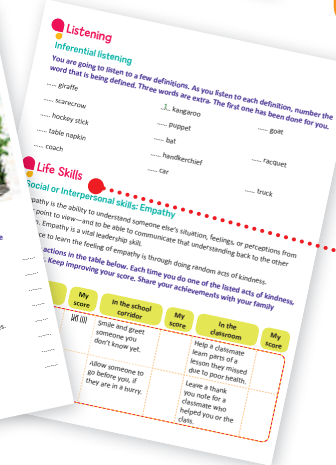 Listening
Inferential listening
You are going to listen to a few definitions. As you listen to each definition, number the
word that is being defined. Three words are extra. The first one has been done for you.
..... giraffe
..... scarecrow
..... hockey stick
..... table napkin
..... coach
..1.. kangaroo
..... puppet
..... bat
..... handkerchief
..... car
..... goat
..... racquet
..... truck
Life Skills
Social or Interpersonal skills: Empathy
pathy is the ability to understand someone else's situation, feelings, or perceptions from
point to view—and to be able to communicate that understanding back to the other
n. Empathy is a vital leadership skill.
ce to learn the feeling of empathy is through doing random acts of kindness.
actions in the table below. Each time you do one of the listed acts of kindness,
. Keep improving your score. Share your achievements with your family
My
score
In the school
corridor
My
score
In the
classroom
My
score
Smile and greet
someone you
don't know yet.
Help a classmate
learn parts of a
lesson they missed
due to poor health.
Allow someone to
go before you, if
they are in a hurry.
Leave a thank
you note for a
classmate who
helped you or the
class.